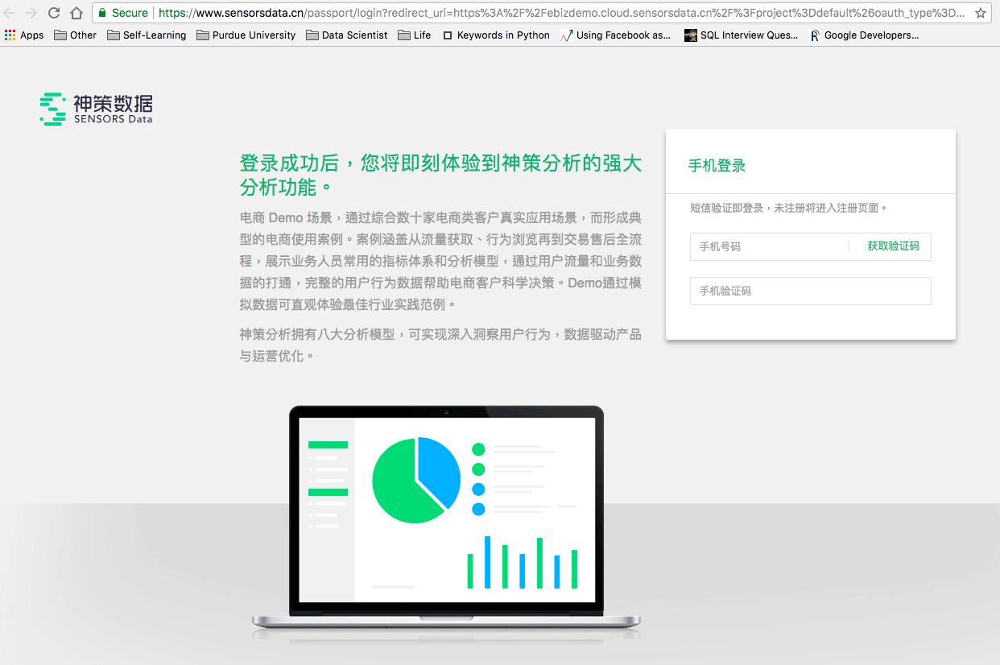 Secure https://www.sensorsdata.cn/passport/login?redirect_uri=https%3A%2F%2Febizdemo.cloud.sensorsdata.cn%2F%3Fproject%3Ddefault%26oauth_type%3D...
Apps Other Self-Learning Purdue University Data Scientist Life Keywords in Python Using Facebook as... SQL Interview Ques... Google Developers...
神策数据
SENSORS Data
登录成功后，您将即刻体验到神策分析的强大
分析功能。
电商 Demo 场景，通过综合数十家电商类客户真实应用场景，而形成典
型的电商使用案例。案例涵盖从流量获取、行为浏览再到交易售后全流
程，展示业务人员常用的指标体系和分析模型，通过用户流量和业务数
据的打通，完整的用户行为数据帮助电商客户科学决策。Demo通过模
拟数据可直观体验最佳行业实践范例。
神策分析拥有八大分析模型，可实现深入洞察用户行为，数据驱动产品
与运营优化。
手机登录
短信验证即登录，未注册将进入注册页面。
手机号码 获取验证码
手机验证码